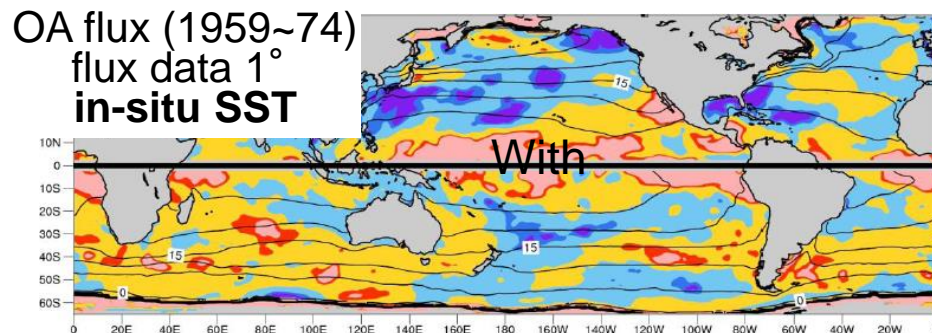 OA flux (1959~74)
flux data 1°
in-situ SST
15
10N
With
0
10S
20S
30S
15
15
40S
50S
0
0
60S
0 20E 40E 60E 80E 100E 120E 140E 160E 180 160W 140W 120W 100W 80W 60W 40W 20W